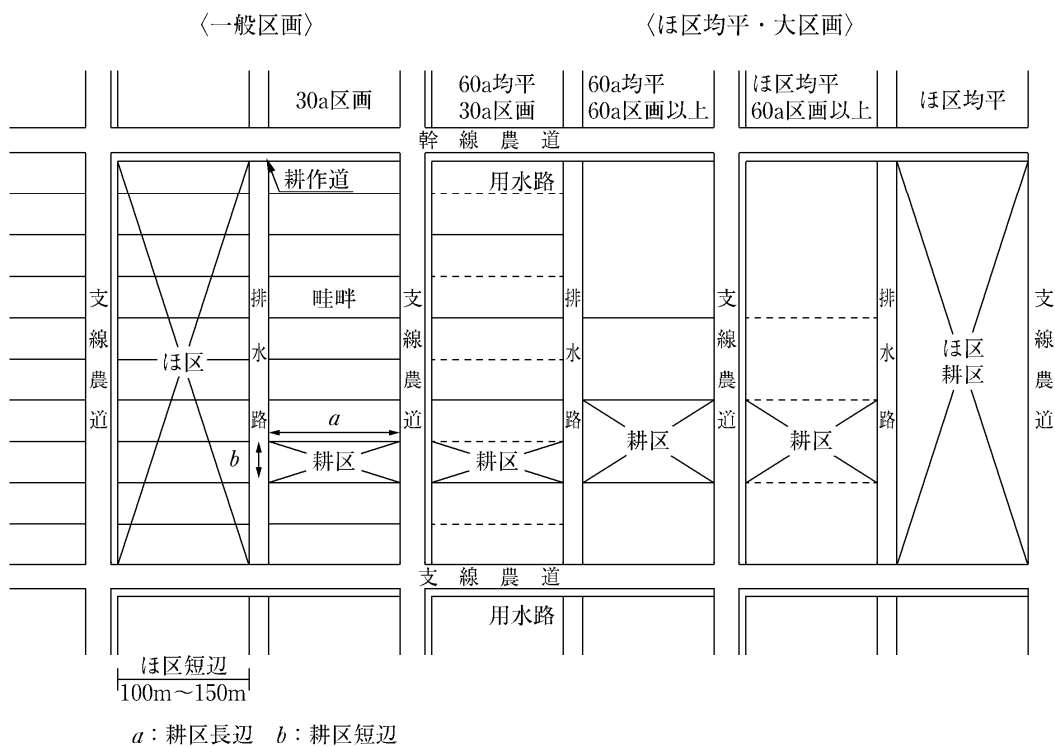 〈一般区画〉
〈ほ区均平・大区画〉
30a区画
60a均平
30a区画
60a均平
60a区画以上
ほ区均平
60a区画以上
ほ区均平
幹線農道
耕作道
用水路
支線農道
排水路
畦畔
支線農道
排水路
支線農道
排水路
支線農道
ほ区
ほ区
耕区
a
b
耕区
耕区
耕区
耕区
支線農道
用水路
ほ区短辺
100m～150m
a：耕区長辺　b：耕区短辺